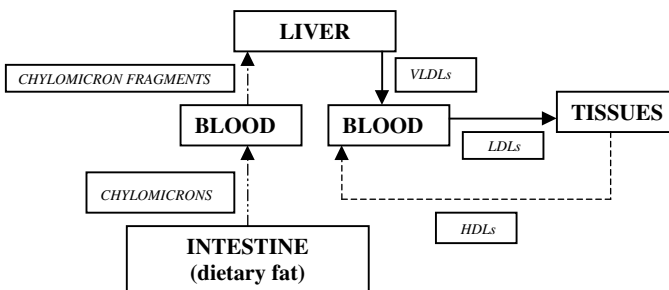 LIVER
CHYLOMICRON FRAGMENTS
VLDLs
BLOOD
BLOOD
TISSUES
LDLs
CHYLOMICRONS
HDLs
INTESTINE
(dietary fat)